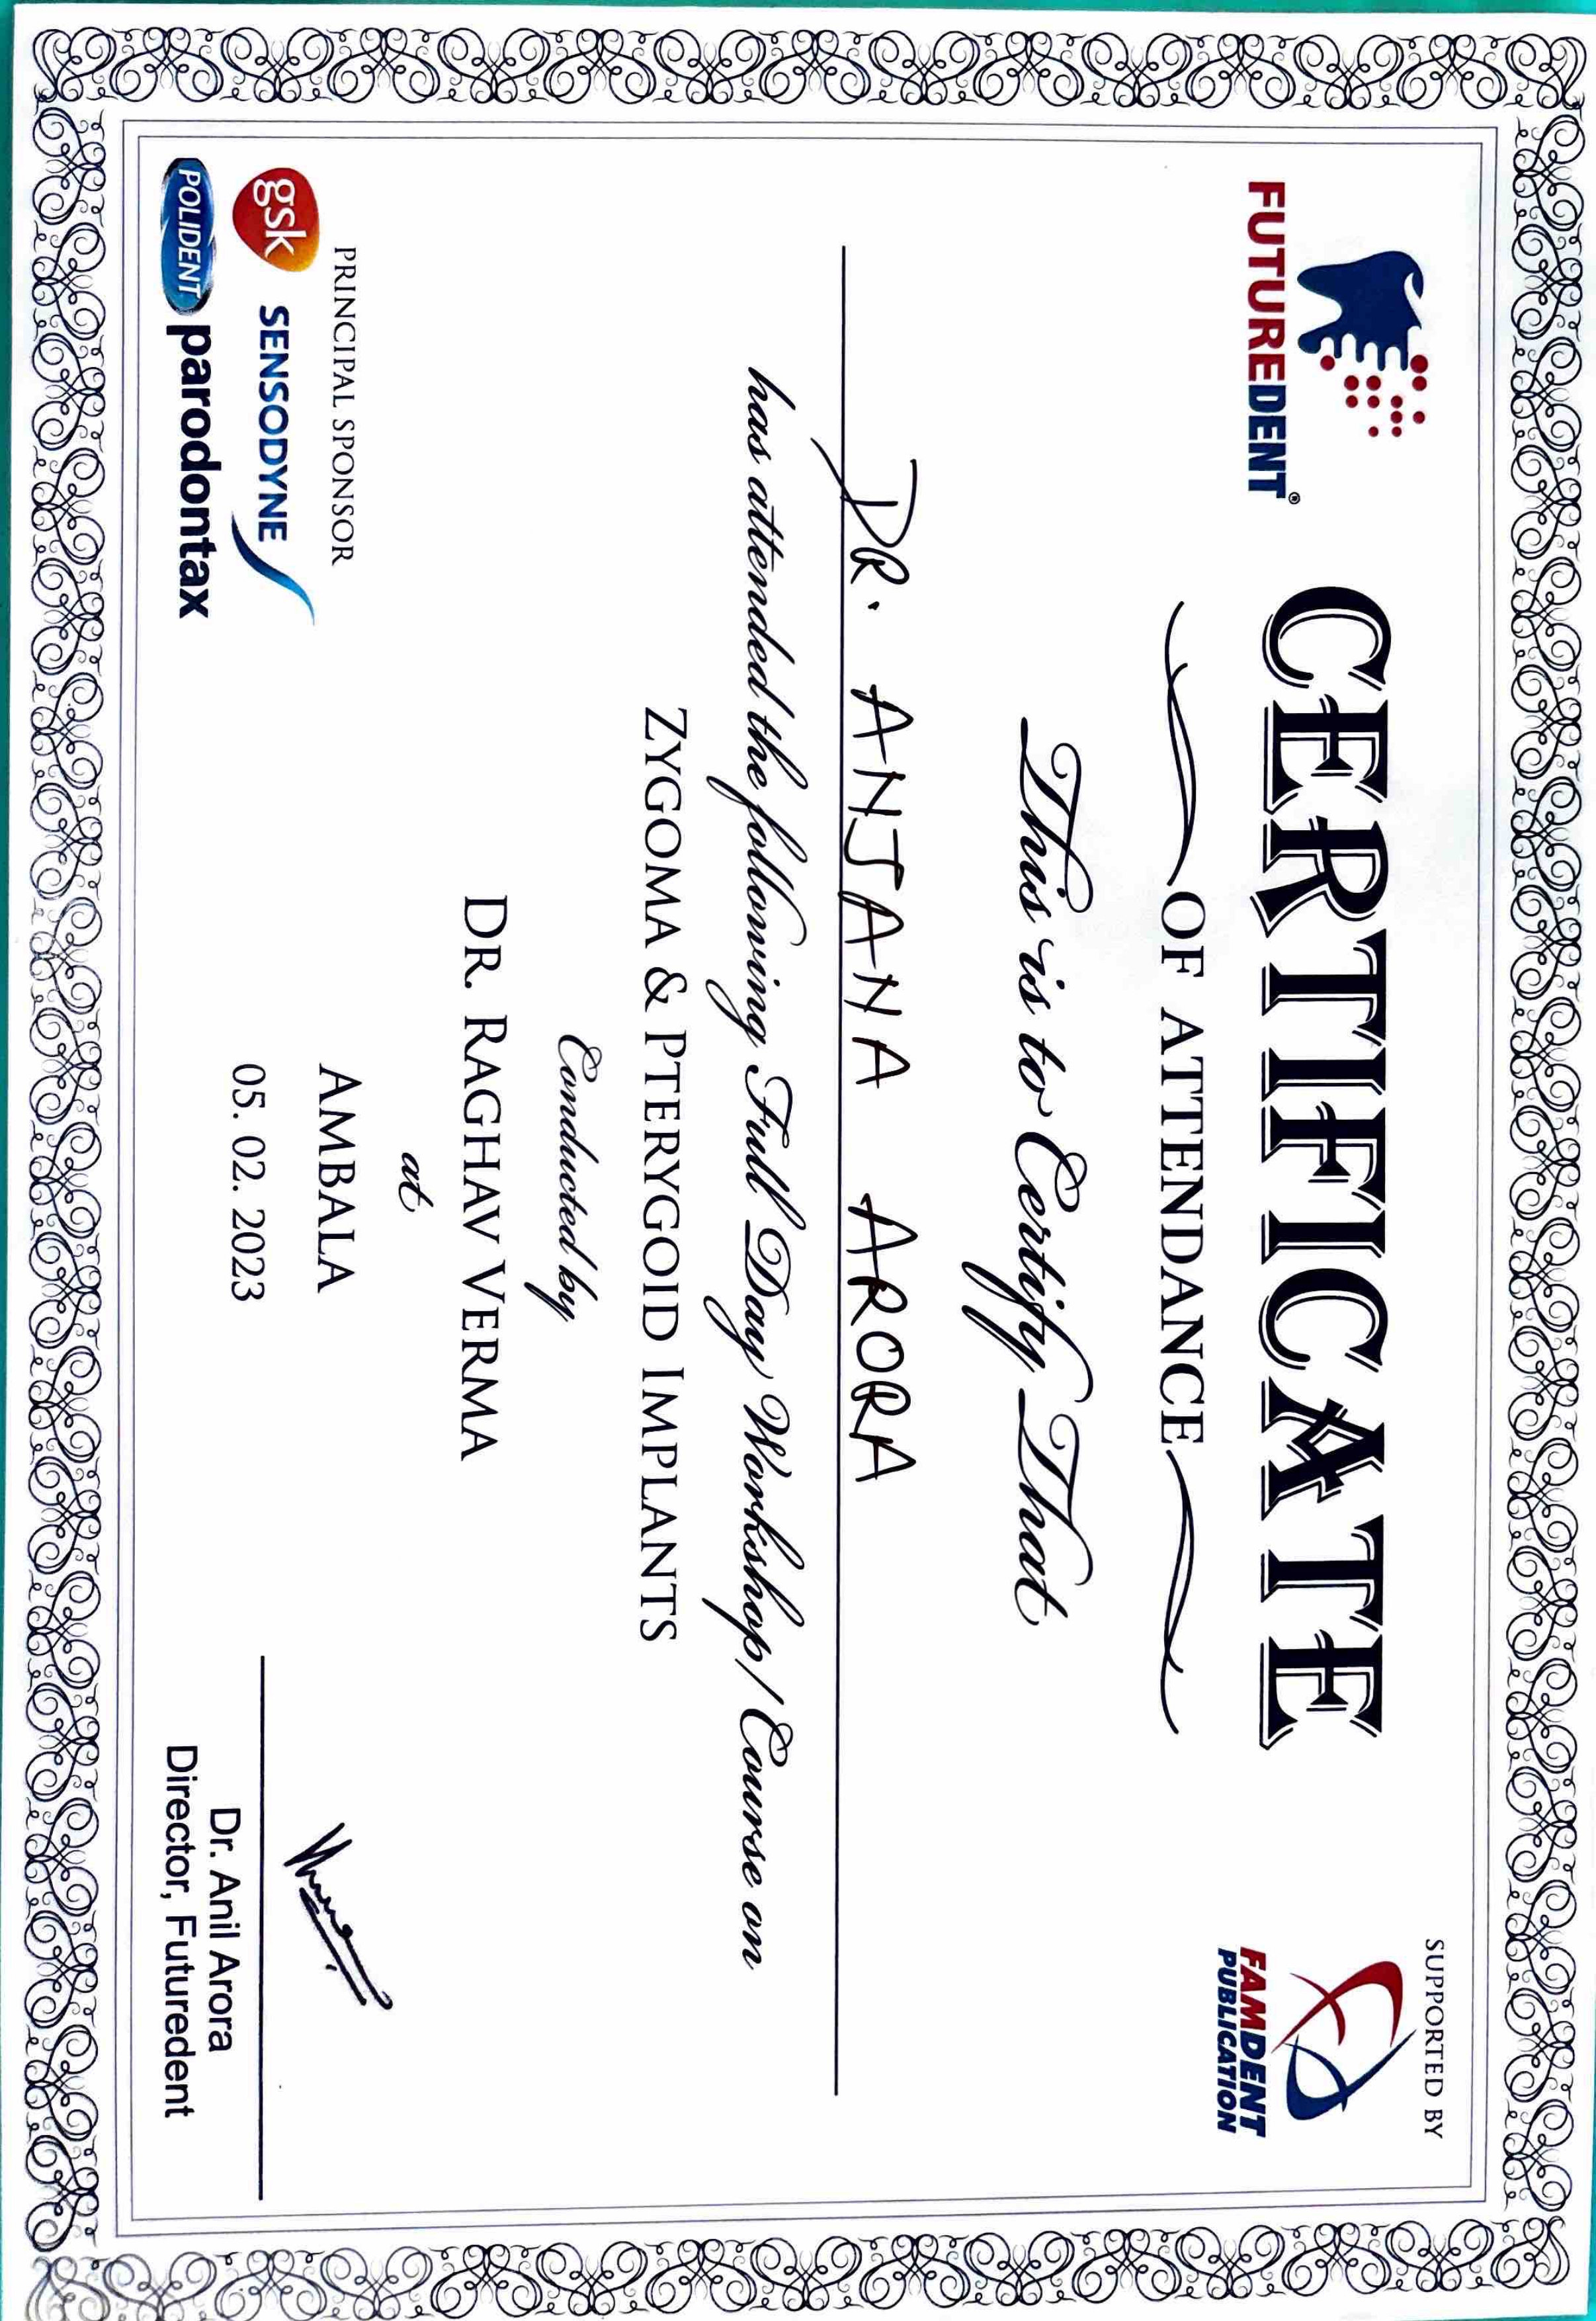 SUPPORTED BY
FUTUREDENT®
FAMDENT
PUBLICATION
CERTIFICATE
OF ATTENDANCE
This is to Certify That
DR. ANJANA ARORA
has attended the following Full Day Workshop/ Course on
ZYGOMA & PTERYGOID IMPLANTS
Conducted by
DR. RAGHAV VERMA
at
AMBALA
05. 02. 2023
PRINCIPAL SPONSOR
gsk SENSODYNE
POLIDENT parodontax
Dr. Anil Arora
Director, Futuredent